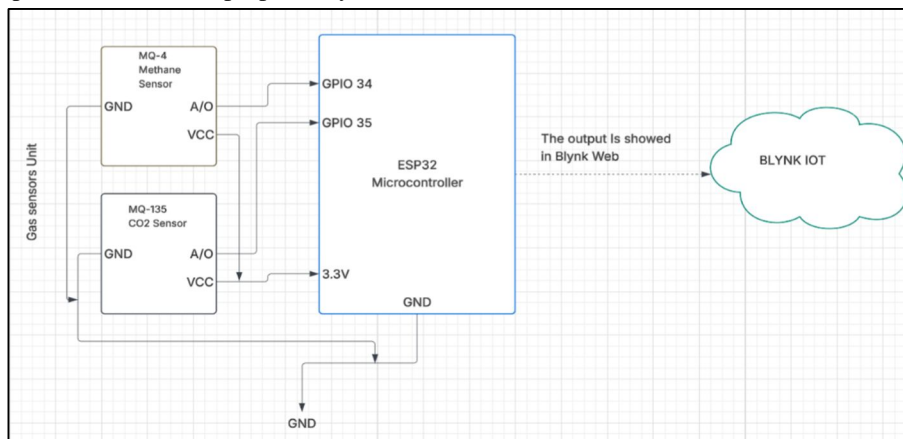 MQ-4
Methane
Sensor
GND
A/O
VCC
Gas sensors Unit
MQ-135
CO2 Sensor
GND
A/O
VCC
GPIO 34
GPIO 35
ESP32
Microcontroller
3.3V
GND
The output Is showed
in Blynk Web
BLYNK IOT
GND